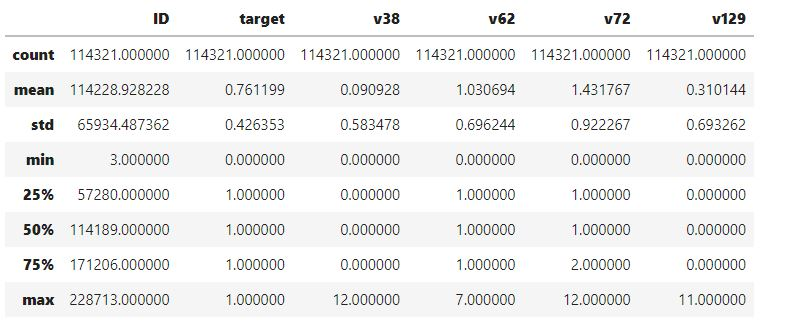 ID target v38 v62 v72 v129
count 114321.000000 114321.000000 114321.000000 114321.000000 114321.000000 114321.000000
mean 114228.928228 0.761199 0.090928 1.030694 1.431767 0.310144
std 65934.487362 0.426353 0.583478 0.696244 0.922267 0.693262
min 3.000000 0.000000 0.000000 0.000000 0.000000 0.000000
25% 57280.000000 1.000000 0.000000 1.000000 1.000000 0.000000
50% 114189.000000 1.000000 0.000000 1.000000 1.000000 0.000000
75% 171206.000000 1.000000 0.000000 1.000000 2.000000 0.000000
max 228713.000000 1.000000 12.000000 7.000000 12.000000 11.000000